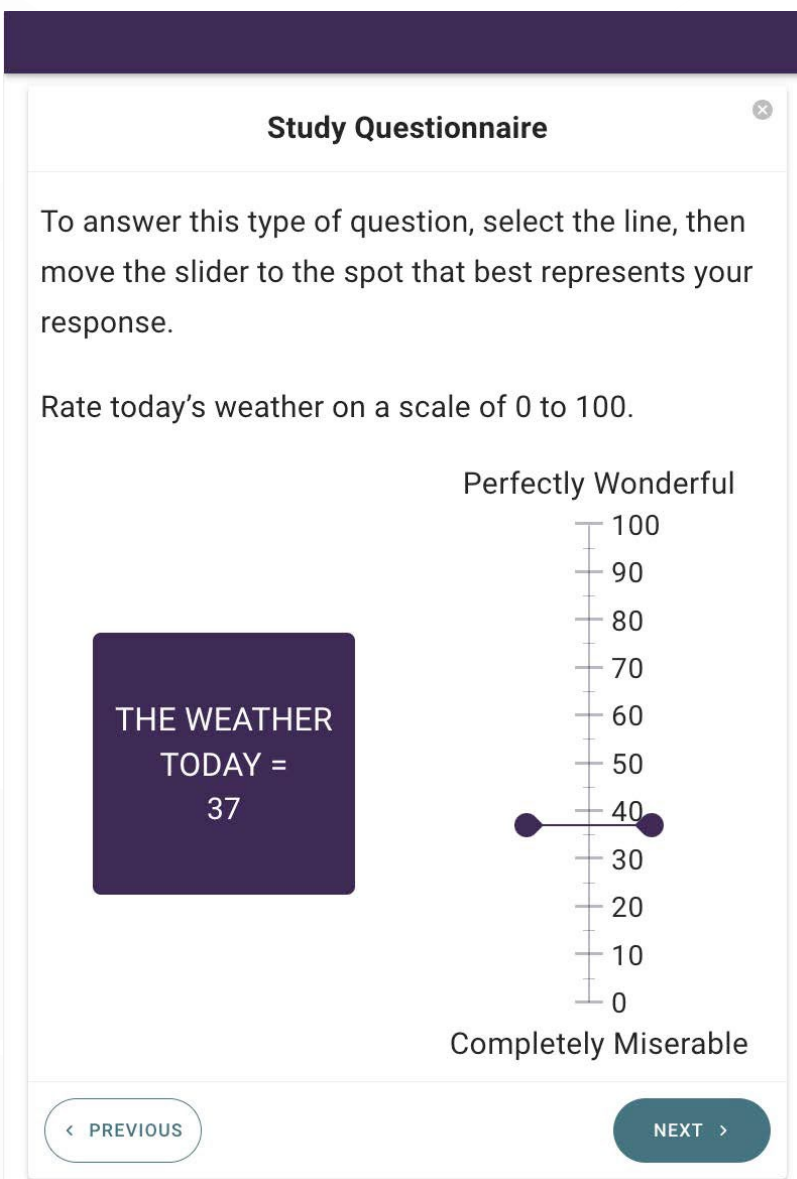 Study Questionnaire
To answer this type of question, select the line, then
move the slider to the spot that best represents your
response.
Rate today’s weather on a scale of 0 to 100.
Perfectly Wonderful
100
90
80
70
60
50
40
30
20
10
0
Completely Miserable
THE WEATHER
TODAY =
37
PREVIOUS
NEXT